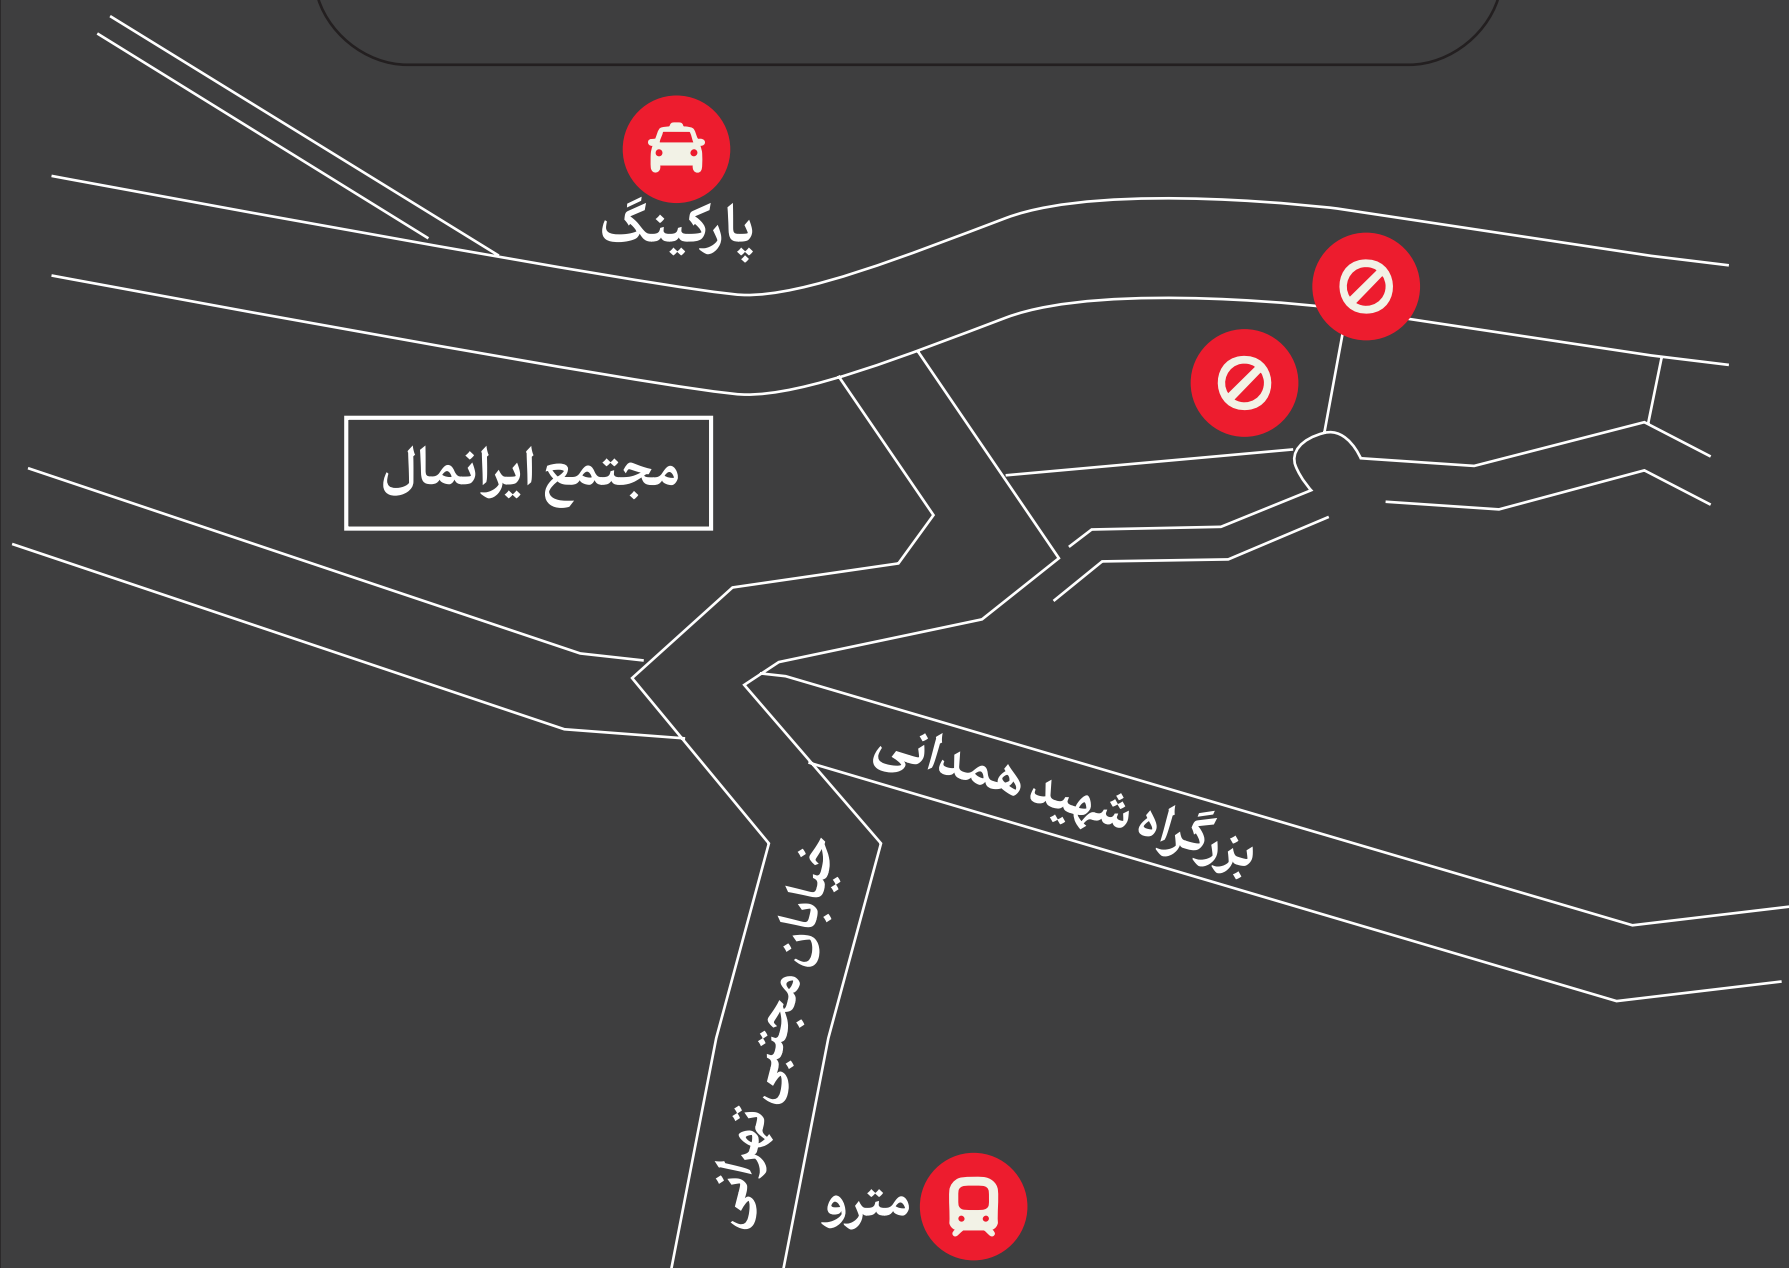 پارکینگ
مجتمع ایرانمال
بزرگراه شهید همدانی
خیابان مجتبی تهرانی
مترو